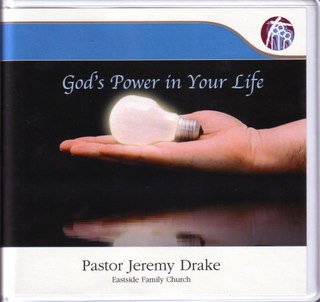 God's Power in Your Life
Pastor Jeremy Drake
Eastside Family Church